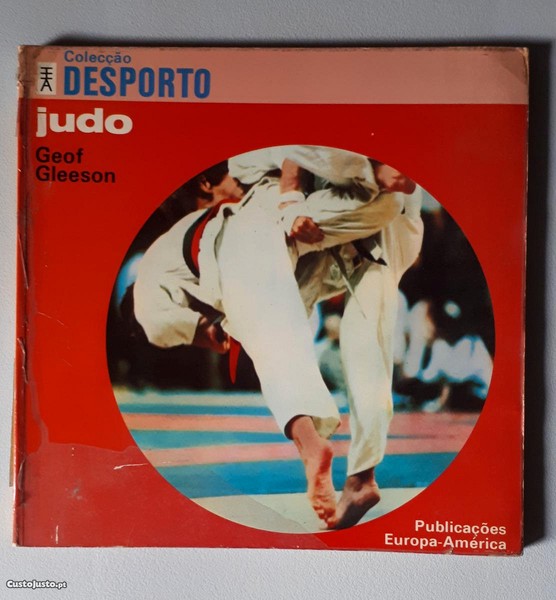 Colecção
DESPORTO
judo
Geof
Gleeson
Publicações
Europa-América
Custojusto.pt